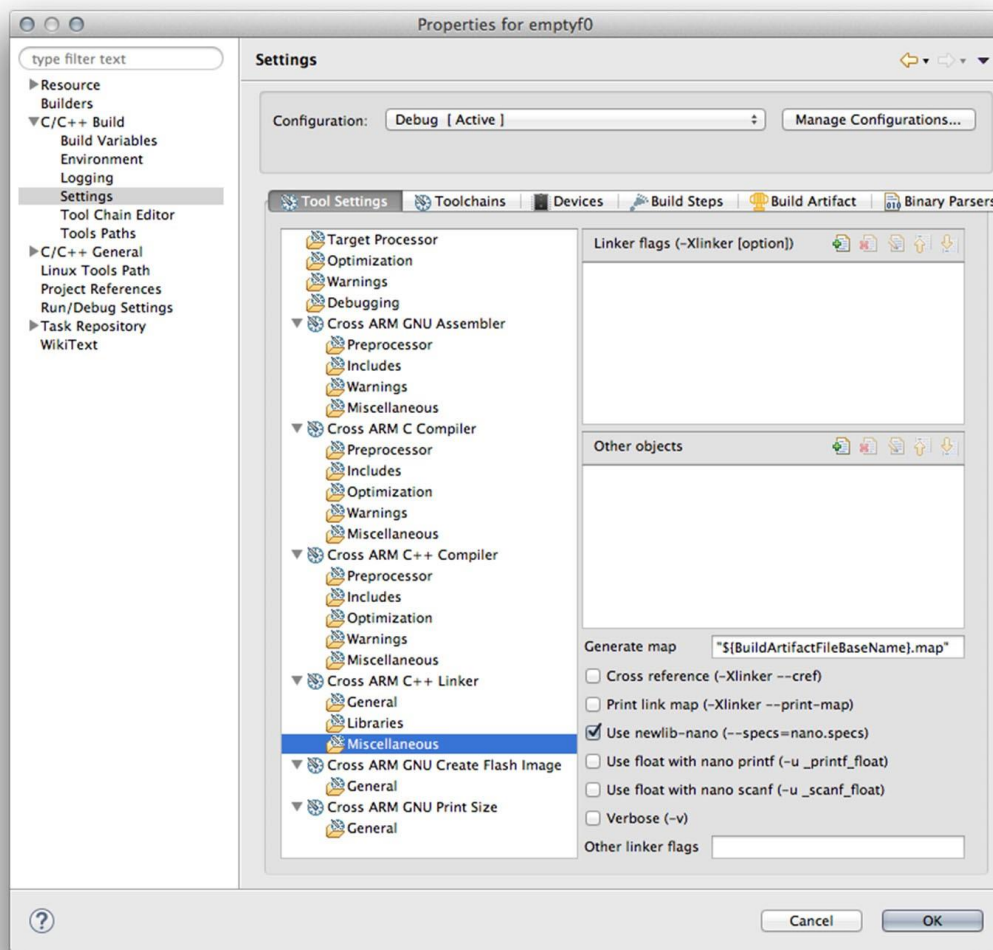 Properties for emptyf0
type filter text
Resource
Builders
C/C++ Build
Build Variables
Environment
Logging
Settings
Tool Chain Editor
Tools Paths
C/C++ General
Linux Tools Path
Project References
Run/Debug Settings
Task Repository
WikiText
Settings
Configuration: Debug [ Active ] Manage Configurations...
Tool Settings Toolchains Devices Build Steps Build Artifact Binary Parsers
Target Processor
Optimization
Warnings
Debugging
Cross ARM GNU Assembler
Preprocessor
Includes
Warnings
Miscellaneous
Cross ARM C Compiler
Preprocessor
Includes
Optimization
Warnings
Miscellaneous
Cross ARM C++ Compiler
Preprocessor
Includes
Optimization
Warnings
Miscellaneous
Cross ARM C++ Linker
General
Libraries
Miscellaneous
Cross ARM GNU Create Flash Image
General
Cross ARM GNU Print Size
General
Linker flags (-Xlinker [option])
Other objects
Generate map "${BuildArtifactFileBaseName}.map"
Cross reference (-Xlinker --cref)
Print link map (-Xlinker --print-map)
Use newlib-nano (--specs=nano.specs)
Use float with nano printf (-u _printf_float)
Use float with nano scanf (-u _scanf_float)
Verbose (-v)
Other linker flags
?
Cancel OK